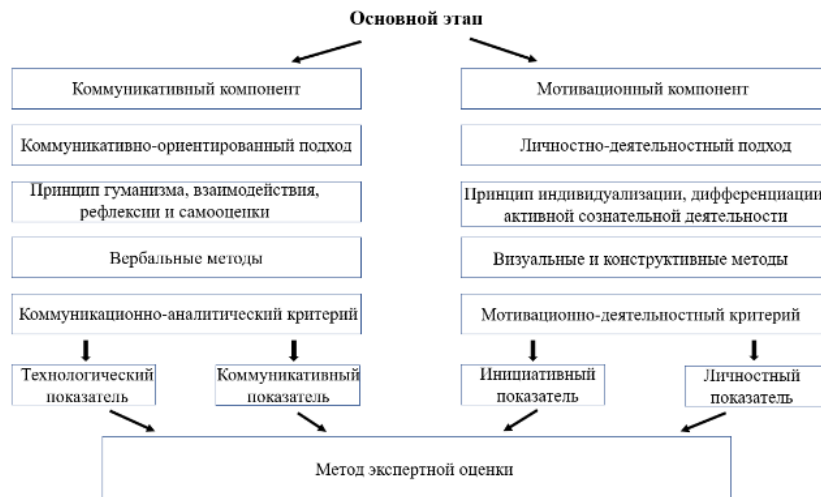 Основной этап
Коммуникативный компонент
Мотивационный компонент
Коммуникативно-ориентированный подход
Личностно-деятельностный подход
Принцип гуманизма, взаимодействия,
рефлексии и самооценки
Принцип индивидуализации, дифференциации
активной сознательной деятельности
Вербальные методы
Визуальные и конструктивные методы
Коммуникационно-аналитический критерий
Мотивационно-деятельностный критерий
Технологический
показатель
Коммуникативный
показатель
Инициативный
показатель
Личностный
показатель
Метод экспертной оценки